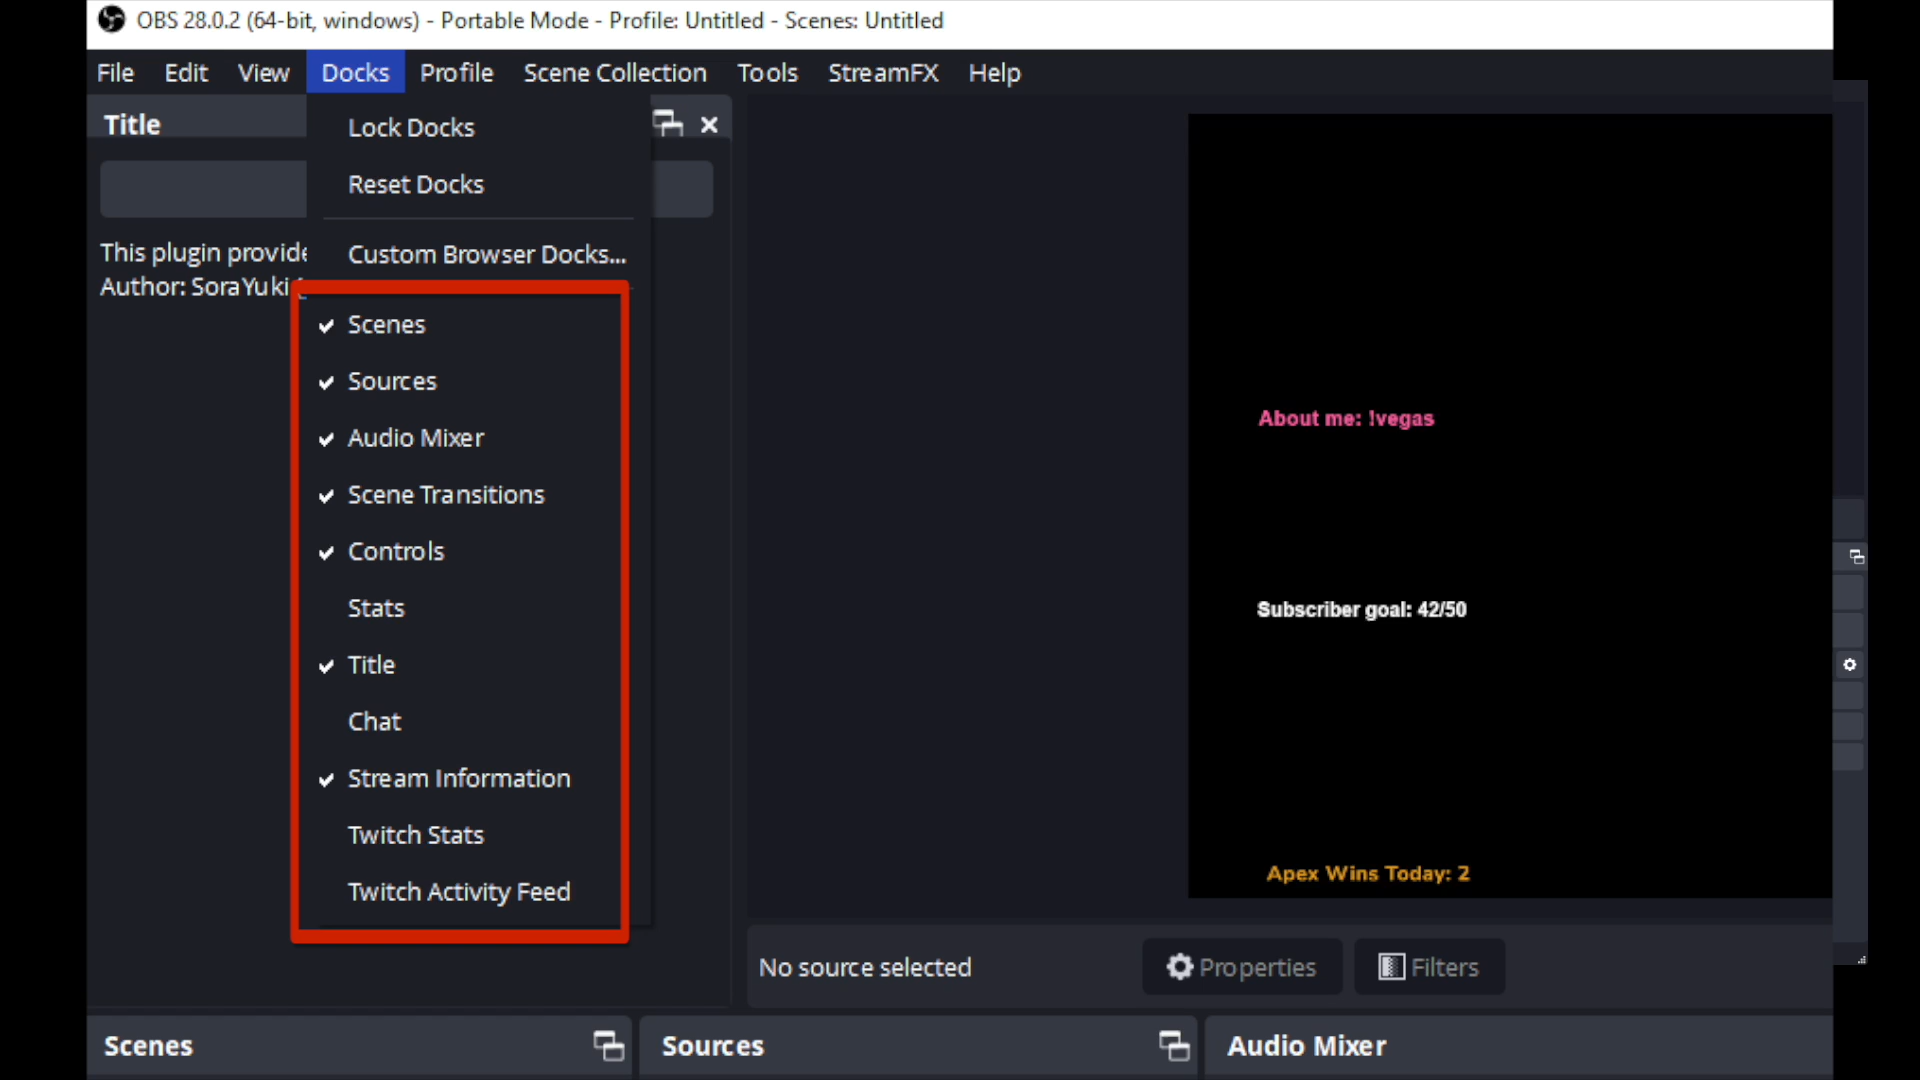 OBS 28.0.2 (64-bit, windows) - Portable Mode - Profile: Untitled - Scenes: Untitled
File Edit View Docks Profile Scene Collection Tools StreamFX Help
Title
Lock Docks
Reset Docks
This plugin
Custom Browser Docks...
Author: SoraYuki
Scenes
Sources
Audio Mixer
Scene Transitions
Controls
Stats
Title
Chat
Stream Information
Twitch Stats
Twitch Activity Feed
About me: !vegas
Subscriber goal: 42/50
Apex Wins Today: 2
No source selected
Properties
Filters
Scenes
Sources
Audio Mixer